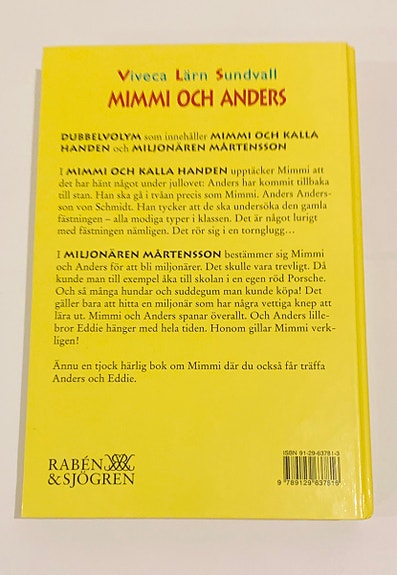 Viveca Lärn Sundvall
MIMMI OCH ANDERS
DUBBELVOLYM som innehåller MIMMI OCH KALLA
HANDEN och MILJONÄREN MÅRTENSSON
I MIMMI OCH KALLA HANDEN upptäcker Mimmi att
det har hänt något under jullovet: Anders har kommit tillbaka
till stan. Han ska gå i tvåan precis som Mimmi. Anders Anders-
son von Schmidt. Han tycker att de ska undersöka den gamla
fästningen – alla modiga typer i klassen. Det är något lurigt
med fästningen nämligen. Det rör sig i en tornglugg...
I MILJONÄREN MÅRTENSSON bestämmer sig Mimmi
och Anders för att bli miljonärer. Det skulle vara trevligt. Då
kunde man till exempel åka till skolan i en egen röd Porsche.
Och så många hundar och suddegum man kunde köpa! Det
gäller bara att hitta en miljonär som har några vettiga knep att
lära ut. Mimmi och Anders spanar överallt. Och Anders lille-
bror Eddie hänger med hela tiden. Honom gillar Mimmi verk-
ligen!
Ännu en tjock härlig bok om Mimmi där du också får träffa
Anders och Eddie.
RABÉN
& SJÖGREN
ISBN 91-29-63781-3
9 789129 637816